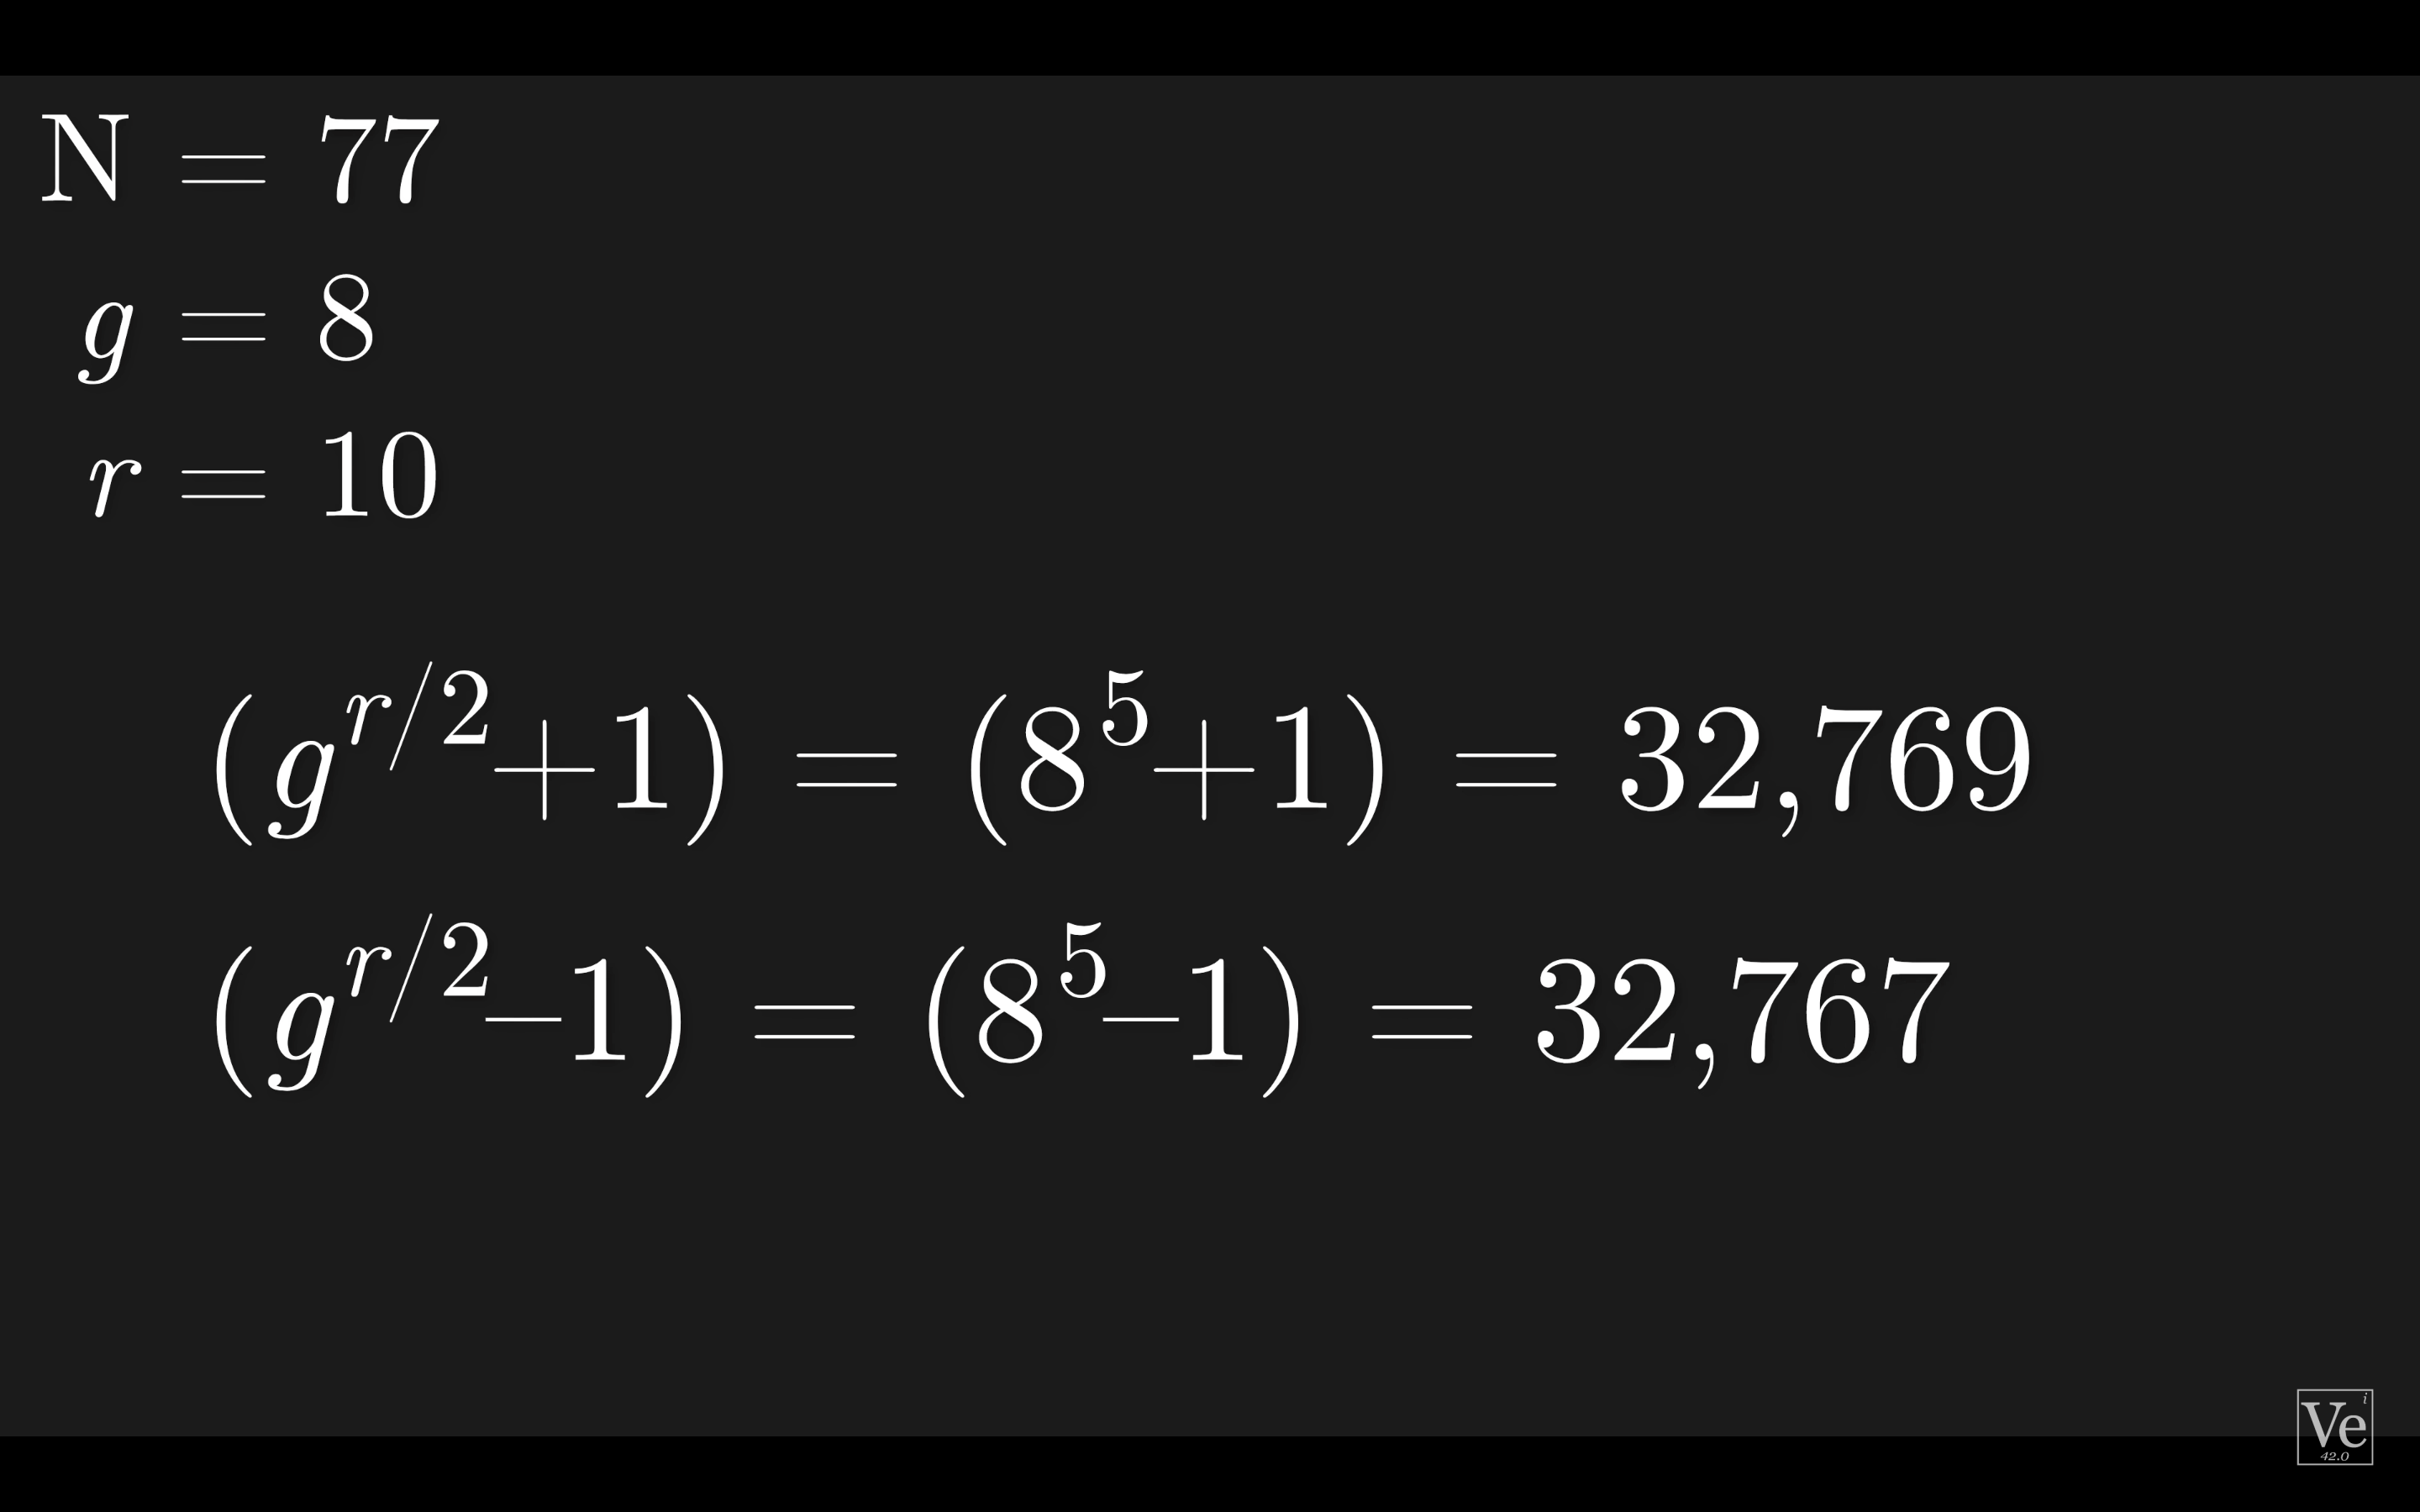 N = 77
g = 8
r = 10
(g^{r/2}+1) = (8^5+1) = 32,769
(g^{r/2}−1) = (8^5−1) = 32,767
i
Ve
42.0